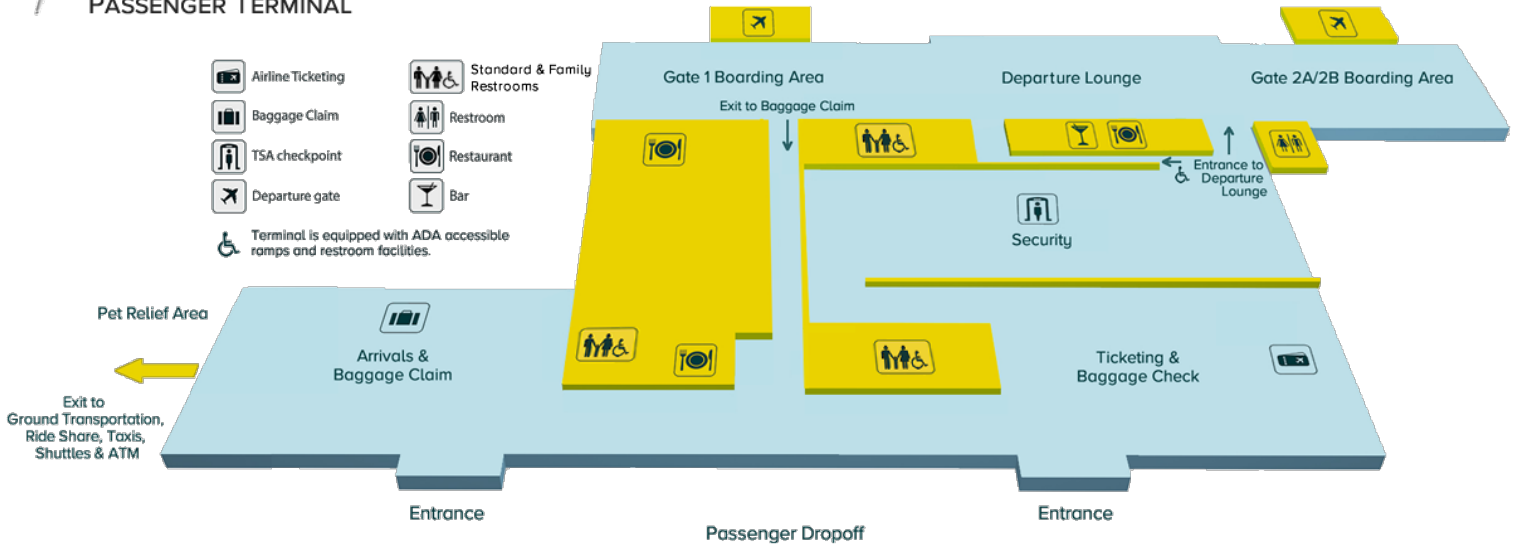 PASSENGER TERMINAL
Airline Ticketing
Baggage Claim
TSA checkpoint
Departure gate
Standard & Family
Restrooms
Restroom
Restaurant
Bar
Terminal is equipped with ADA accessible
ramps and restroom facilities.
Gate 1 Boarding Area
Departure Lounge
Gate 2A/2B Boarding Area
Exit to Baggage Claim
Entrance to
Departure
Lounge
Security
Pet Relief Area
Arrivals &
Baggage Claim
Ticketing &
Baggage Check
Exit to
Ground Transportation,
Ride Share, Taxis,
Shuttles & ATM
Entrance
Entrance
Passenger Dropoff